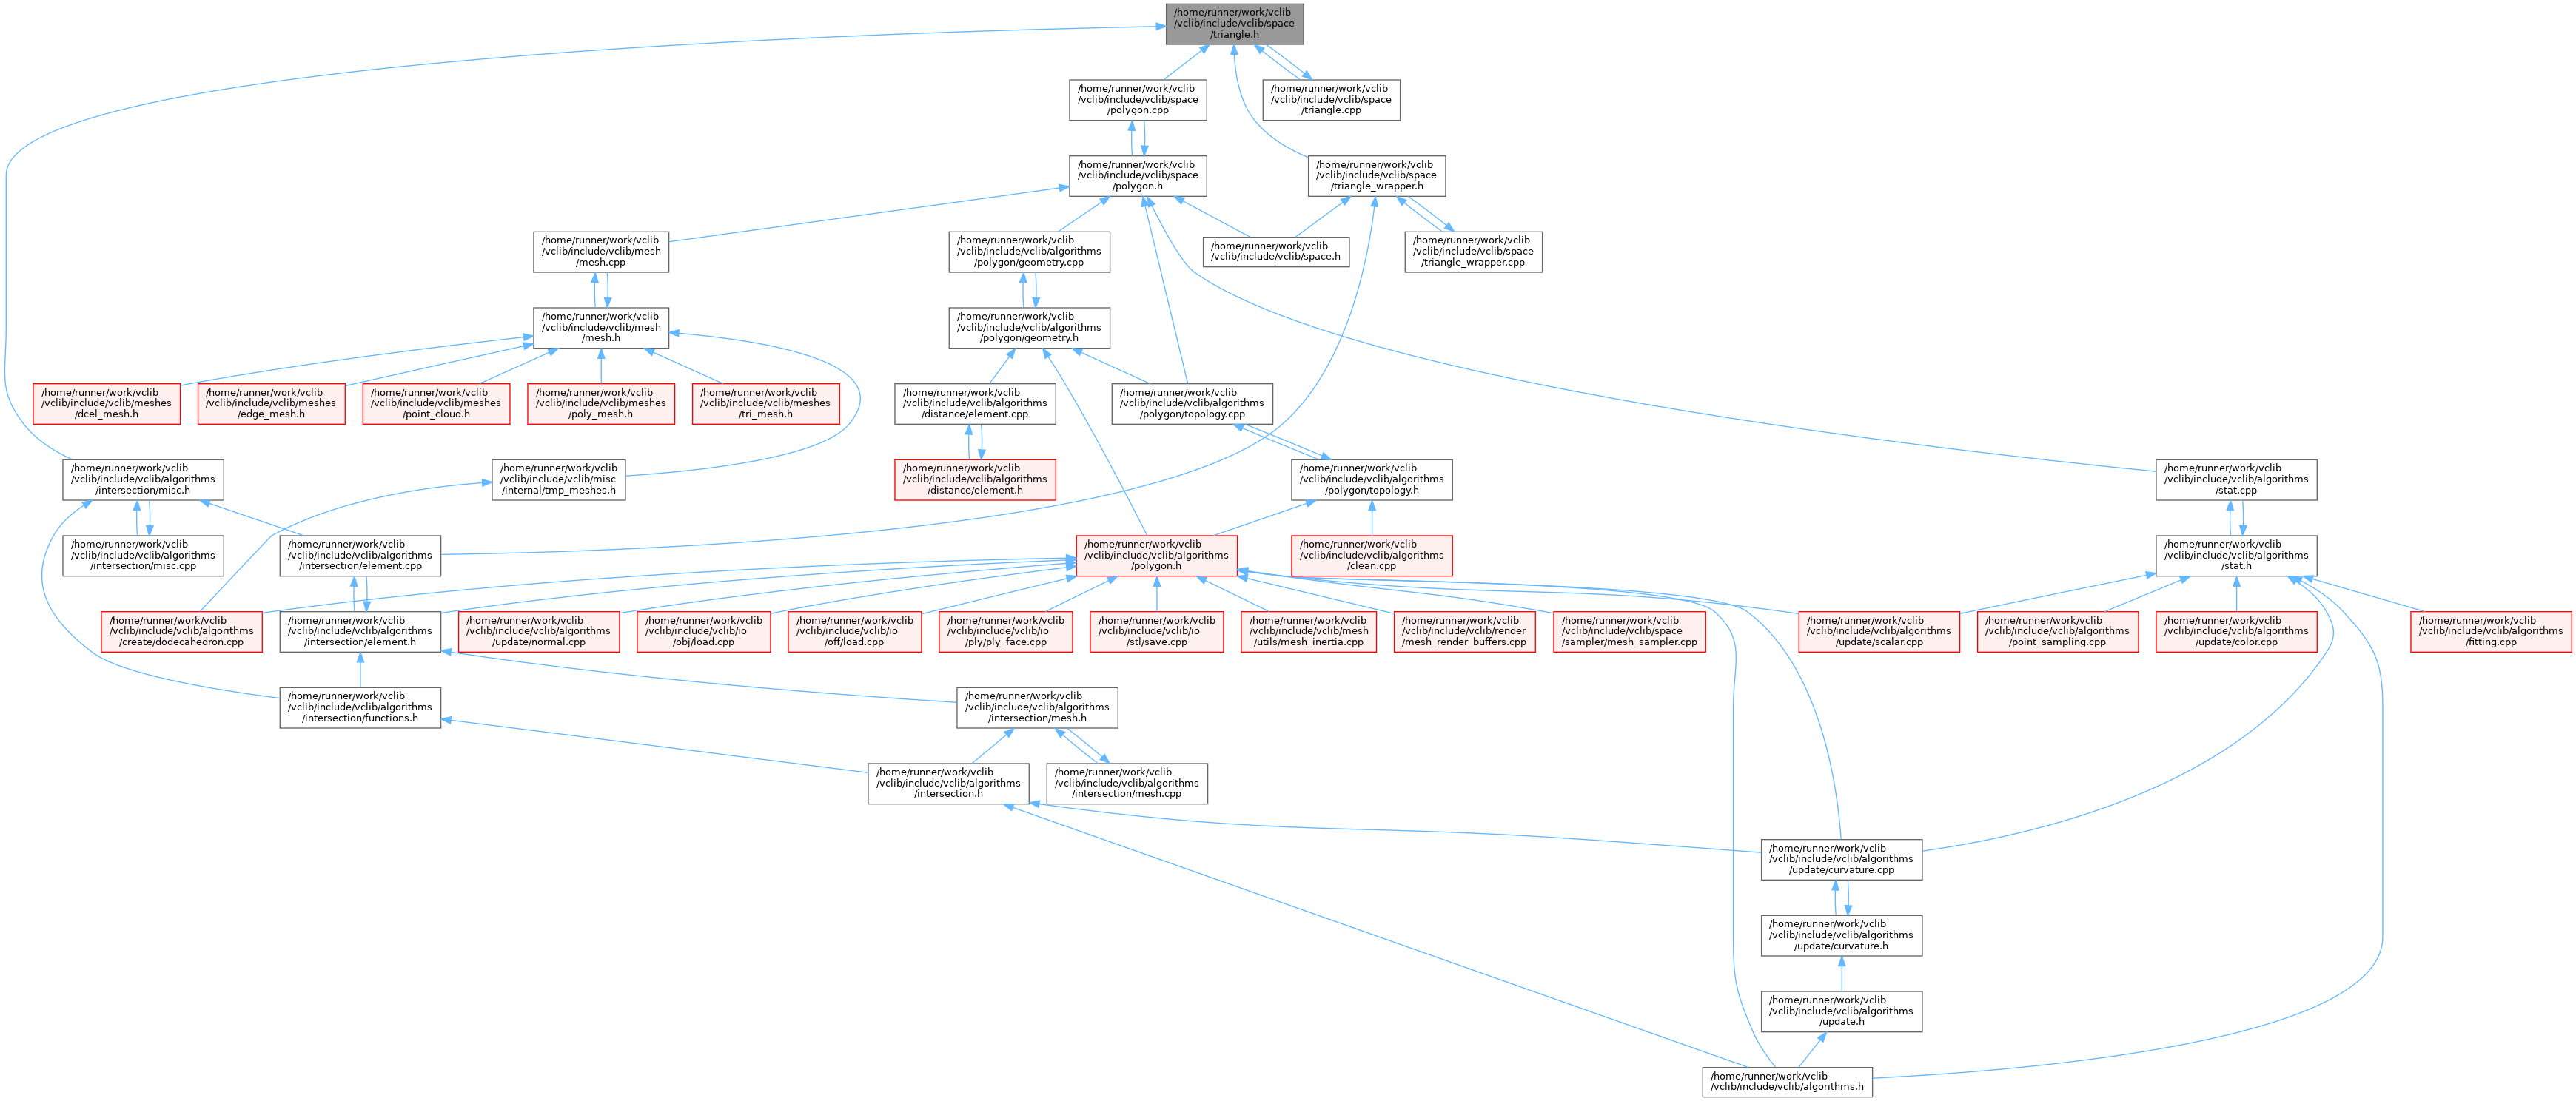 /home/runner/work/vclib
/vclib/include/vclib/space
/triangle.h
/home/runner/work/vclib
/vclib/include/vclib/space
/polygon.cpp
/home/runner/work/vclib
/vclib/include/vclib/space
/triangle.cpp
/home/runner/work/vclib
/vclib/include/vclib/space
/polygon.h
/home/runner/work/vclib
/vclib/include/vclib/space
/triangle_wrapper.h
/home/runner/work/vclib
/vclib/include/vclib/mesh
/mesh.cpp
/home/runner/work/vclib
/vclib/include/vclib/algorithms
/polygon/geometry.cpp
/home/runner/work/vclib
/vclib/include/vclib/space.h
/home/runner/work/vclib
/vclib/include/vclib/space
/triangle_wrapper.cpp
/home/runner/work/vclib
/vclib/include/vclib/mesh
/mesh.h
/home/runner/work/vclib
/vclib/include/vclib/algorithms
/polygon/geometry.h
/home/runner/work/vclib
/vclib/include/vclib/meshes
/dcel_mesh.h
/home/runner/work/vclib
/vclib/include/vclib/meshes
/edge_mesh.h
/home/runner/work/vclib
/vclib/include/vclib/meshes
/point_cloud.h
/home/runner/work/vclib
/vclib/include/vclib/meshes
/poly_mesh.h
/home/runner/work/vclib
/vclib/include/vclib/meshes
/tri_mesh.h
/home/runner/work/vclib
/vclib/include/vclib/algorithms
/distance/element.cpp
/home/runner/work/vclib
/vclib/include/vclib/algorithms
/polygon/topology.cpp
/home/runner/work/vclib
/vclib/include/vclib/algorithms
/intersection/misc.h
/home/runner/work/vclib
/vclib/include/vclib/misc
/internal/tmp_meshes.h
/home/runner/work/vclib
/vclib/include/vclib/algorithms
/distance/element.h
/home/runner/work/vclib
/vclib/include/vclib/algorithms
/polygon/topology.h
/home/runner/work/vclib
/vclib/include/vclib/algorithms
/stat.cpp
/home/runner/work/vclib
/vclib/include/vclib/algorithms
/intersection/misc.cpp
/home/runner/work/vclib
/vclib/include/vclib/algorithms
/intersection/element.cpp
/home/runner/work/vclib
/vclib/include/vclib/algorithms
/polygon.h
/home/runner/work/vclib
/vclib/include/vclib/algorithms
/clean.cpp
/home/runner/work/vclib
/vclib/include/vclib/algorithms
/stat.h
/home/runner/work/vclib
/vclib/include/vclib/algorithms
/create/dodecahedron.cpp
/home/runner/work/vclib
/vclib/include/vclib/algorithms
/intersection/element.h
/home/runner/work/vclib
/vclib/include/vclib/algorithms
/update/normal.cpp
/home/runner/work/vclib
/vclib/include/vclib/io
/obj/load.cpp
/home/runner/work/vclib
/vclib/include/vclib/io
/off/load.cpp
/home/runner/work/vclib
/vclib/include/vclib/io
/ply/ply_face.cpp
/home/runner/work/vclib
/vclib/include/vclib/io
/stl/save.cpp
/home/runner/work/vclib
/vclib/include/vclib/mesh
/utils/mesh_inertia.cpp
/home/runner/work/vclib
/vclib/include/vclib/render
/mesh_render_buffers.cpp
/home/runner/work/vclib
/vclib/include/vclib/space
/sampler/mesh_sampler.cpp
/home/runner/work/vclib
/vclib/include/vclib/algorithms
/update/scalar.cpp
/home/runner/work/vclib
/vclib/include/vclib/algorithms
/point_sampling.cpp
/home/runner/work/vclib
/vclib/include/vclib/algorithms
/update/color.cpp
/home/runner/work/vclib
/vclib/include/vclib/algorithms
/fitting.cpp
/home/runner/work/vclib
/vclib/include/vclib/algorithms
/intersection/functions.h
/home/runner/work/vclib
/vclib/include/vclib/algorithms
/intersection/mesh.h
/home/runner/work/vclib
/vclib/include/vclib/algorithms
/intersection.h
/home/runner/work/vclib
/vclib/include/vclib/algorithms
/intersection/mesh.cpp
/home/runner/work/vclib
/vclib/include/vclib/algorithms
/update/curvature.cpp
/home/runner/work/vclib
/vclib/include/vclib/algorithms
/update/curvature.h
/home/runner/work/vclib
/vclib/include/vclib/algorithms
/update.h
/home/runner/work/vclib
/vclib/include/vclib/algorithms.h